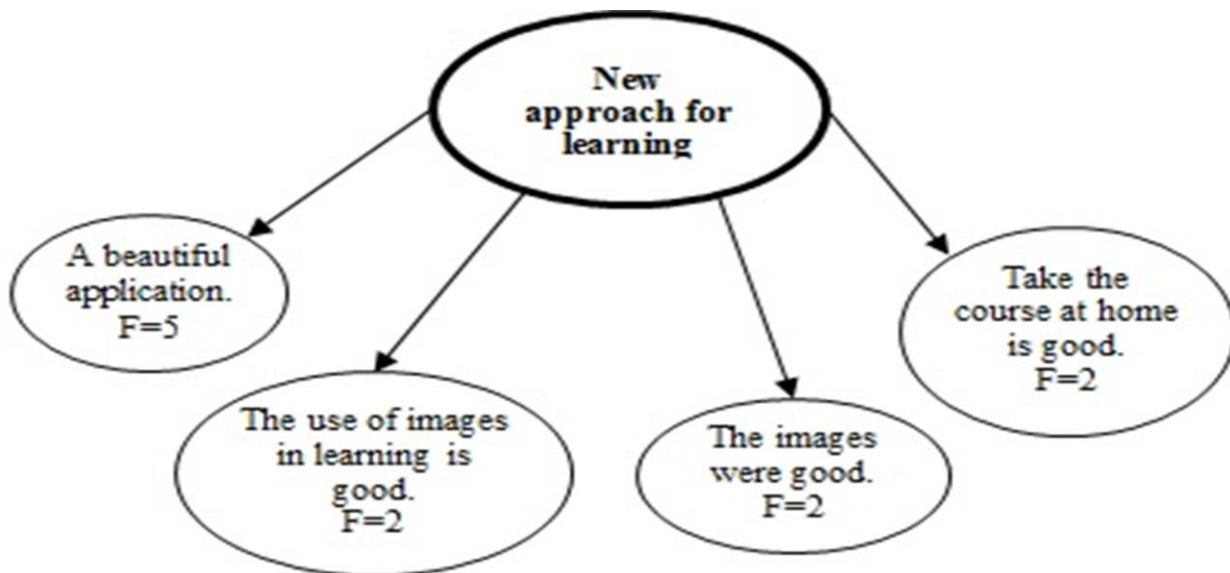 New
approach for
learning
A beautiful
application.
F=5
The use of images
in learning is
good.
F=2
The images
were good.
F=2
Take the
course at home
is good.
F=2